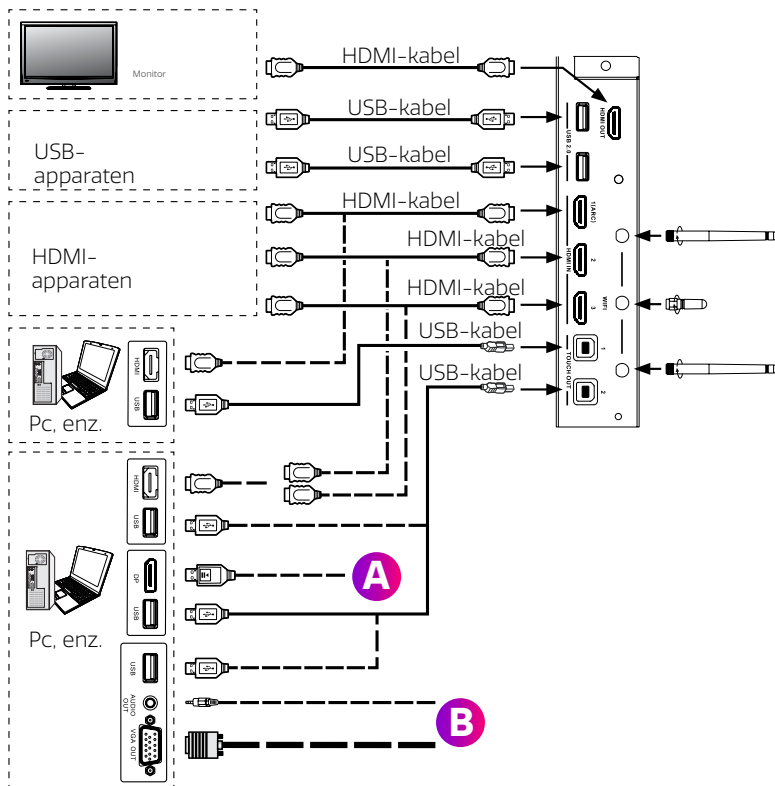 Monitor
HDMI-kabel
USB-kabel
USB-kabel
HDMI-kabel
HDMI-kabel
HDMI-kabel
USB-kabel
USB-kabel
USB-
apparaten
HDMI-
apparaten
HDMI
USB
Pc, enz.
HDMI
USB
DP
USB
Pc, enz.
USB
AUDIO
OUT
VGA OUT
A
B
HDMI OUT
USB 2.0
1(ARC)
2
HDMI IN
3
WIFI
1
TOUCH OUT
2